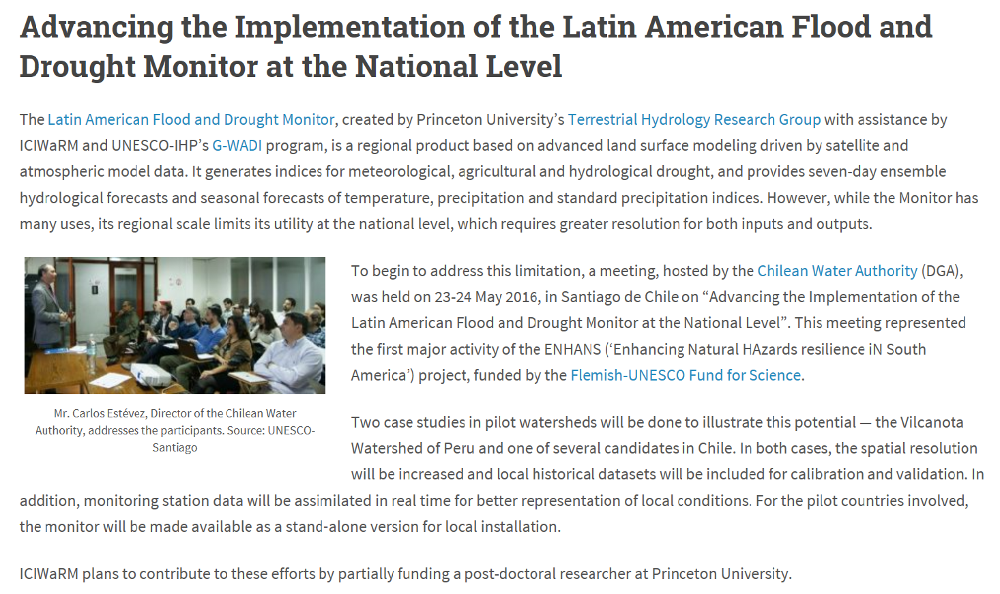 Advancing the Implementation of the Latin American Flood and
Drought Monitor at the National Level
The Latin American Flood and Drought Monitor, created by Princeton University’s Terrestrial Hydrology Research Group with assistance by
ICIWaRM and UNESCO-IHP’s G-WADI program, is a regional product based on advanced land surface modeling driven by satellite and
atmospheric model data. It generates indices for meteorological, agricultural and hydrological drought, and provides seven-day ensemble
hydrological forecasts and seasonal forecasts of temperature, precipitation and standard precipitation indices. However, while the Monitor has
many uses, its regional scale limits its utility at the national level, which requires greater resolution for both inputs and outputs.
Mr. Carlos Estévez, Director of the Chilean Water
Authority, addresses the participants. Source: UNESCO-
Santiago
To begin to address this limitation, a meeting, hosted by the Chilean Water Authority (DGA),
was held on 23-24 May 2016, in Santiago de Chile on “Advancing the Implementation of the
Latin American Flood and Drought Monitor at the National Level”. This meeting represented
the first major activity of the ENHANS (‘Enhancing Natural HAzards resilience iN South
America’) project, funded by the Flemish-UNESCO Fund for Science.
Two case studies in pilot watersheds will be done to illustrate this potential — the Vilcanota
Watershed of Peru and one of several candidates in Chile. In both cases, the spatial resolution
will be increased and local historical datasets will be included for calibration and validation. In
addition, monitoring station data will be assimilated in real time for better representation of local conditions. For the pilot countries involved,
the monitor will be made available as a stand-alone version for local installation.
ICIWaRM plans to contribute to these efforts by partially funding a post-doctoral researcher at Princeton University.